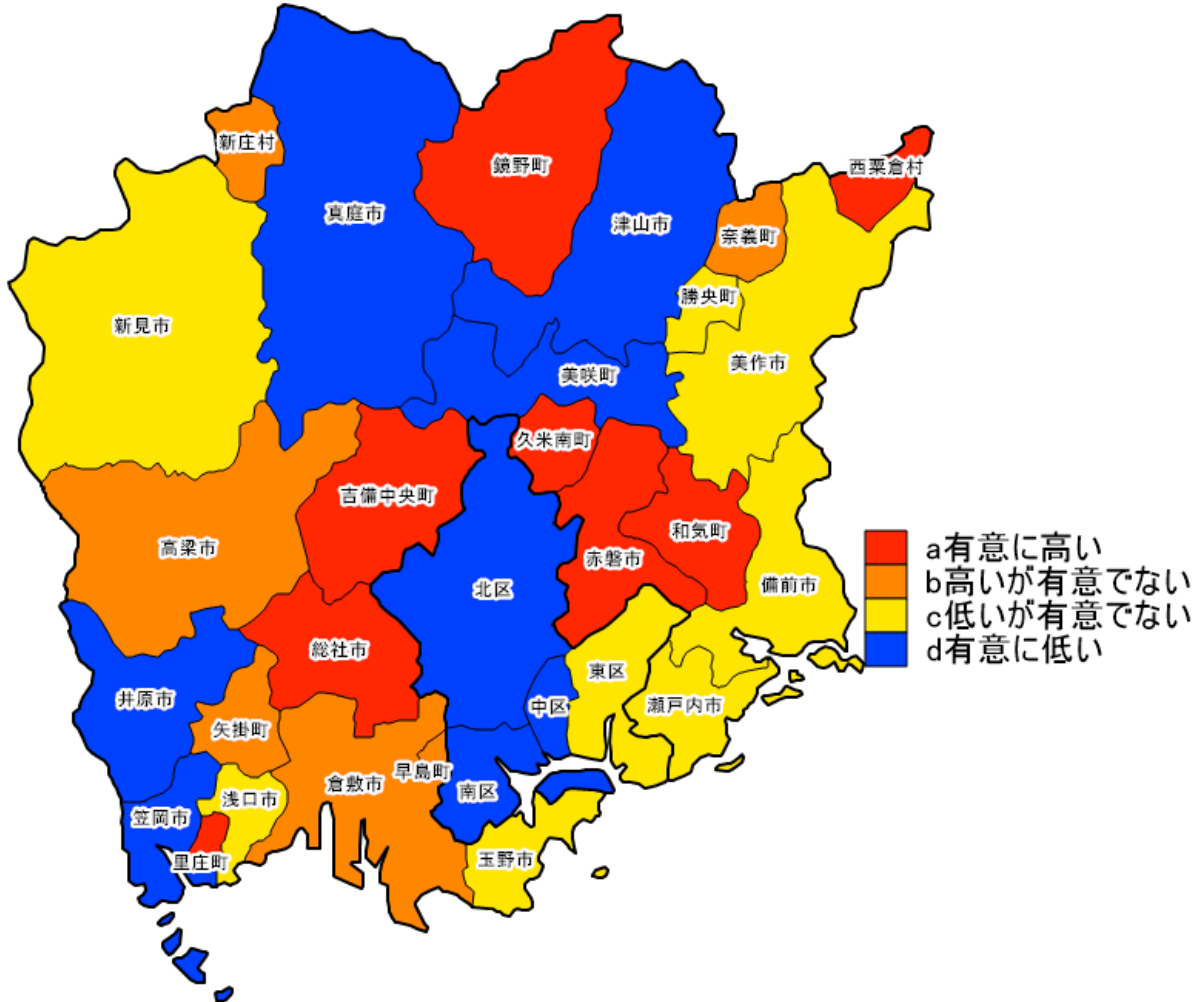 新庄村
鏡野町
西粟倉村
真庭市
津山市
奈義町
勝央町
新見市
美作市
美咲町
久米南町
吉備中央町
和気町
高梁市
赤磐市
備前市
北区
総社市
東区
井原市
中区
瀬戸内市
矢掛町
早島町
倉敷市
南区
浅口市
笠岡市
里庄町
玉野市
a有意に高い
b高いが有意でない
c低いが有意でない
d有意に低い